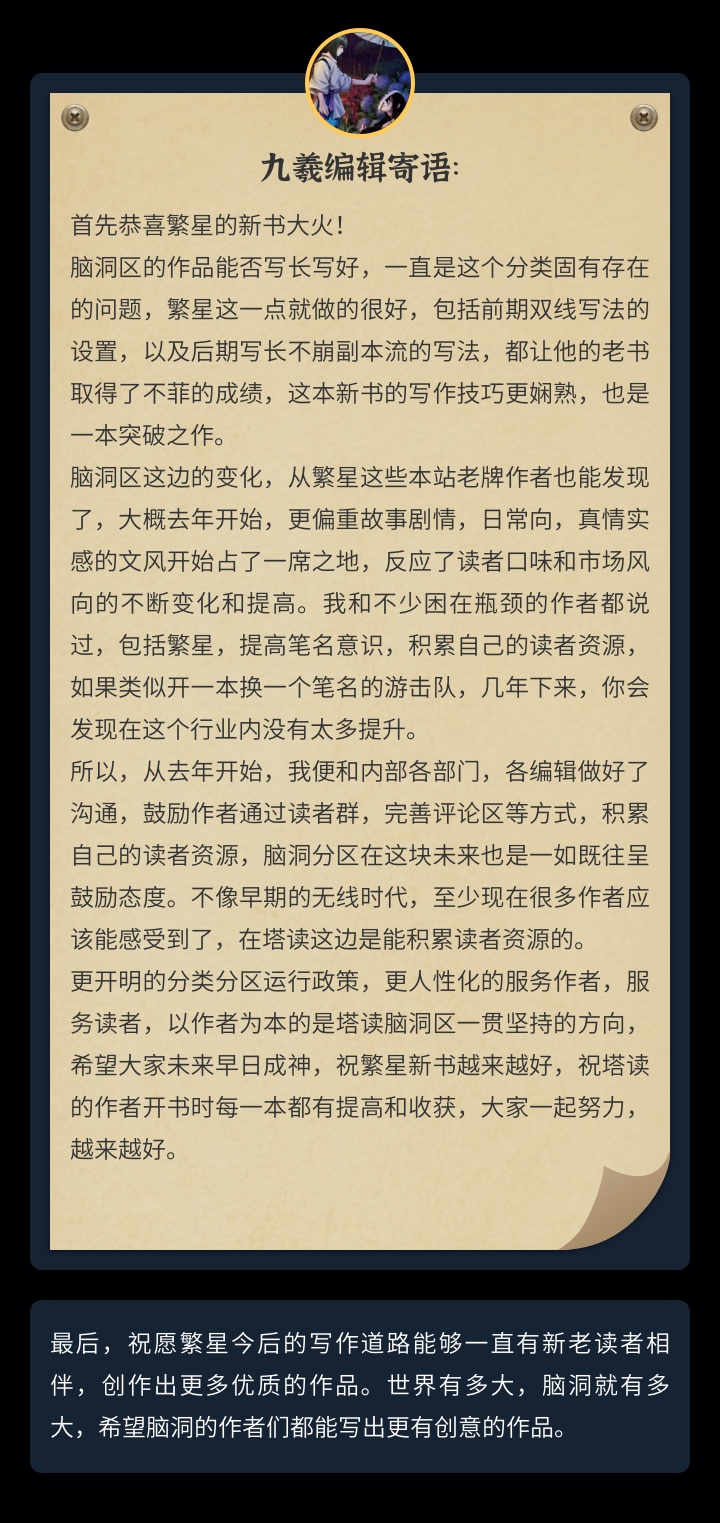 九羲编辑寄语:
首先恭喜繁星的新书大火！
脑洞区的作品能否写长写好，一直是这个分类固有存在
的问题，繁星这一点就做的很好，包括前期双线写法的
设置，以及后期写长不崩副本流的写法，都让他的老书
取得了不菲的成绩，这本新书的写作技巧更娴熟，也是
一本突破之作。
脑洞区这边的变化，从繁星这些本站老牌作者也能发现
了，大概去年开始，更偏重故事剧情，日常向，真情实
感的文风开始占了一席之地，反应了读者口味和市场风
向的不断变化和提高。我和不少困在瓶颈的作者都说
过，包括繁星，提高笔名意识，积累自己的读者资源，
如果类似开一本换一个笔名的游击队，几年下来，你会
发现在这个行业内没有太多提升。
所以，从去年开始，我便和内部各部门，各编辑做好了
沟通，鼓励作者通过读者群，完善评论区等方式，积累
自己的读者资源，脑洞分区在这块未来也是一如既往呈
鼓励态度。不像早期的无线时代，至少现在很多作者应
该能感受到了，在塔读这边是能积累读者资源的。
更开明的分类分区运行政策，更人性化的服务作者，服
务读者，以作者为本的是塔读脑洞区一贯坚持的方向，
希望大家未来早日成神，祝繁星新书越来越好，祝塔读
的作者开书时每一本都有提高和收获，大家一起努力，
越来越好。
最后，祝愿繁星今后的写作道路能够一直有新老读者相
伴，创作出更多优质的作品。世界有多大，脑洞就有多
大，希望脑洞的作者们都能写出更有创意的作品。